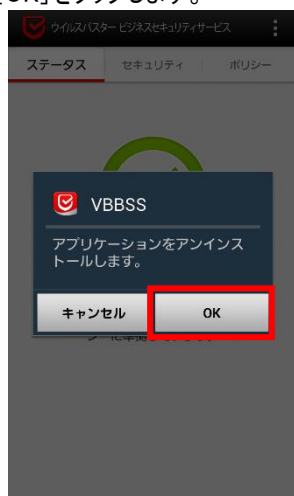 OK]をタップします。
ウイルスバスター ビジネスセキュリティサービス
ステータス セキュリティ ポリシー
VBBSS
アプリケーションをアンインス
トールします。
キャンセル OK